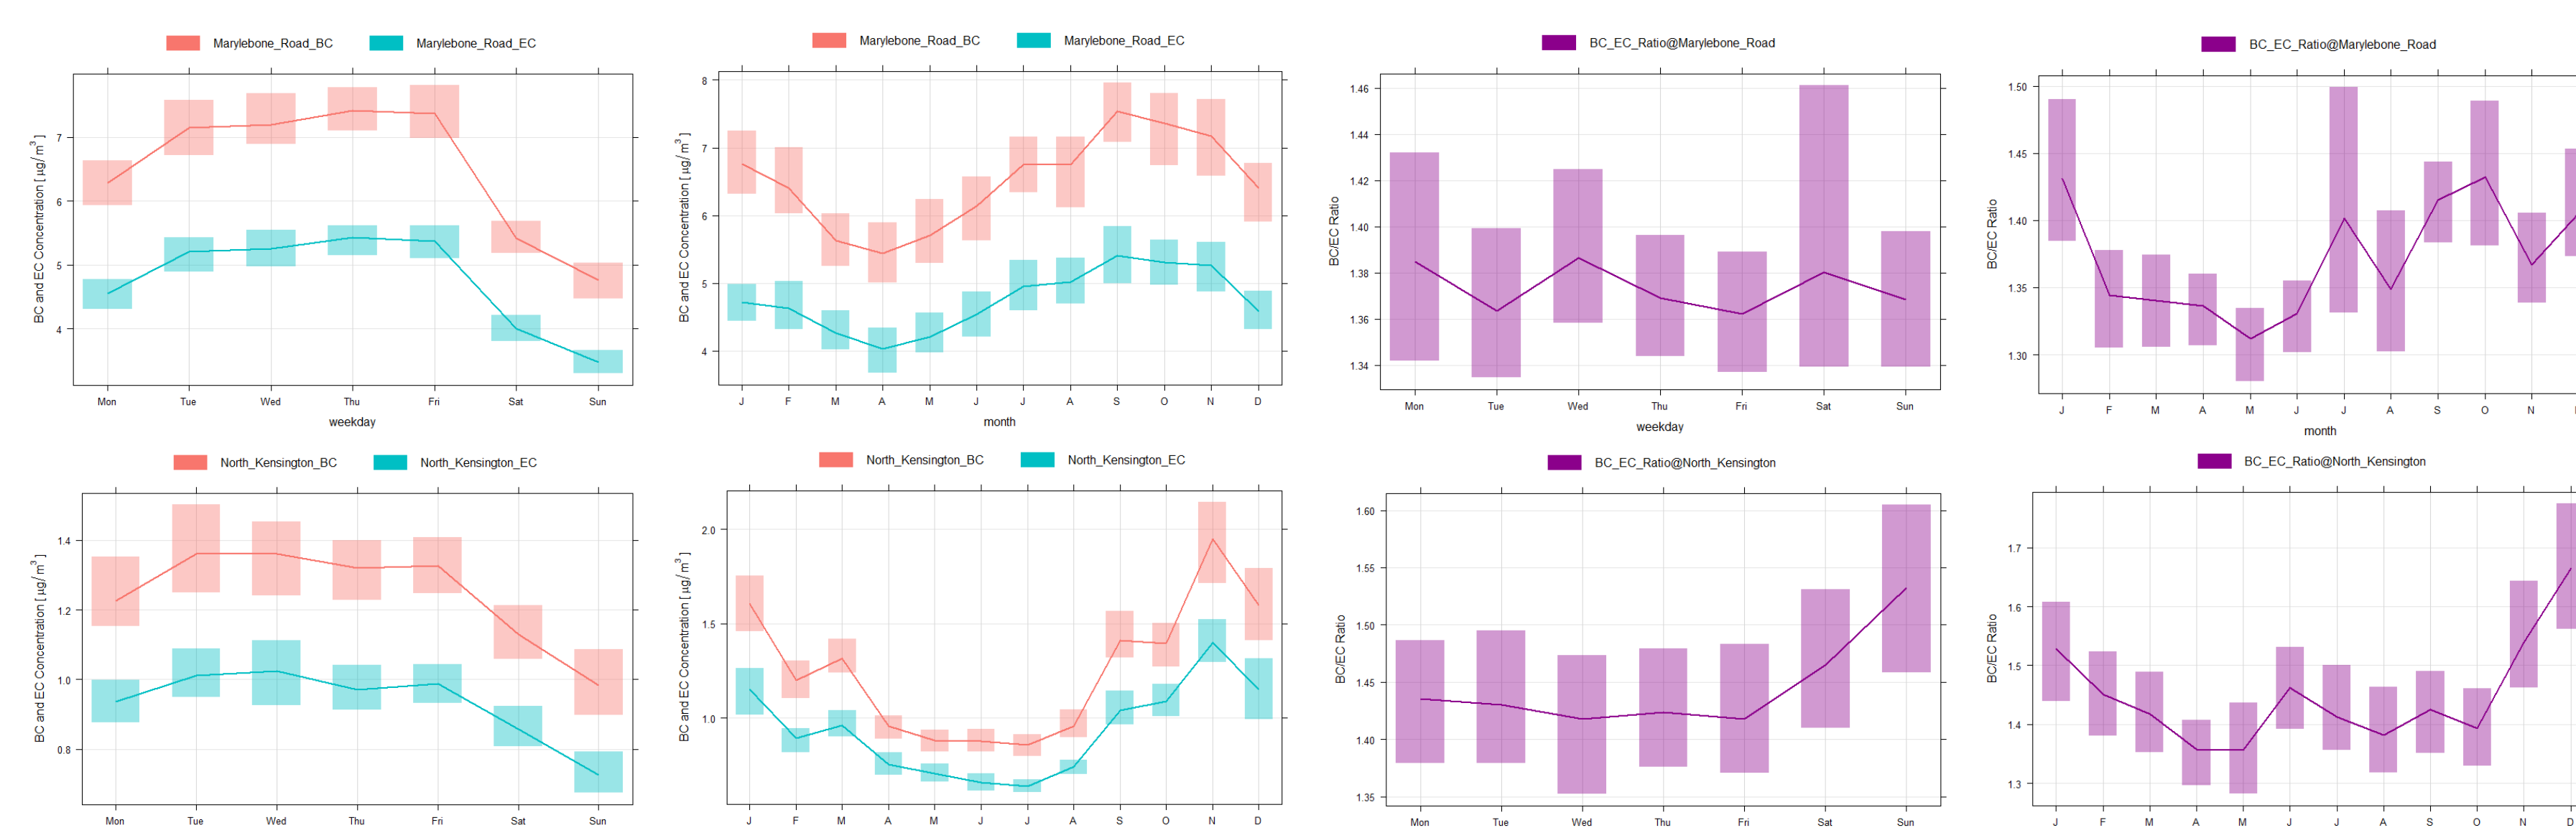 Marylebone_Road_BC Marylebone_Road_EC
BC and EC Concentration [ µg/m³ ]
7
6
5
4
Mon Tue Wed Thu Fri Sat Sun
weekday
Marylebone_Road_BC Marylebone_Road_EC
BC and EC Concentration [ µg/m³ ]
8
7
6
5
4
J F M A M J J A S O N D
month
BC_EC_Ratio@Marylebone_Road
BC/EC Ratio
1.46
1.44
1.42
1.40
1.38
1.36
1.34
Mon Tue Wed Thu Fri Sat Sun
weekday
BC_EC_Ratio@Marylebone_Road
BC/EC Ratio
1.50
1.45
1.40
1.35
1.30
J F M A M J J A S O N
month
North_Kensington_BC North_Kensington_EC
BC and EC Concentration [ µg/m³ ]
1.4
1.2
1.0
0.8
Mon Tue Wed Thu Fri Sat Sun
North_Kensington_BC North_Kensington_EC
BC and EC Concentration [ µg/m³ ]
2.0
1.5
1.0
J F M A M J J A S O N D
BC_EC_Ratio@North_Kensington
BC/EC Ratio
1.60
1.55
1.50
1.45
1.40
1.35
Mon Tue Wed Thu Fri Sat Sun
BC_EC_Ratio@North_Kensington
BC/EC Ratio
1.7
1.6
1.5
1.4
1.3
J F M A M J J A S O N D